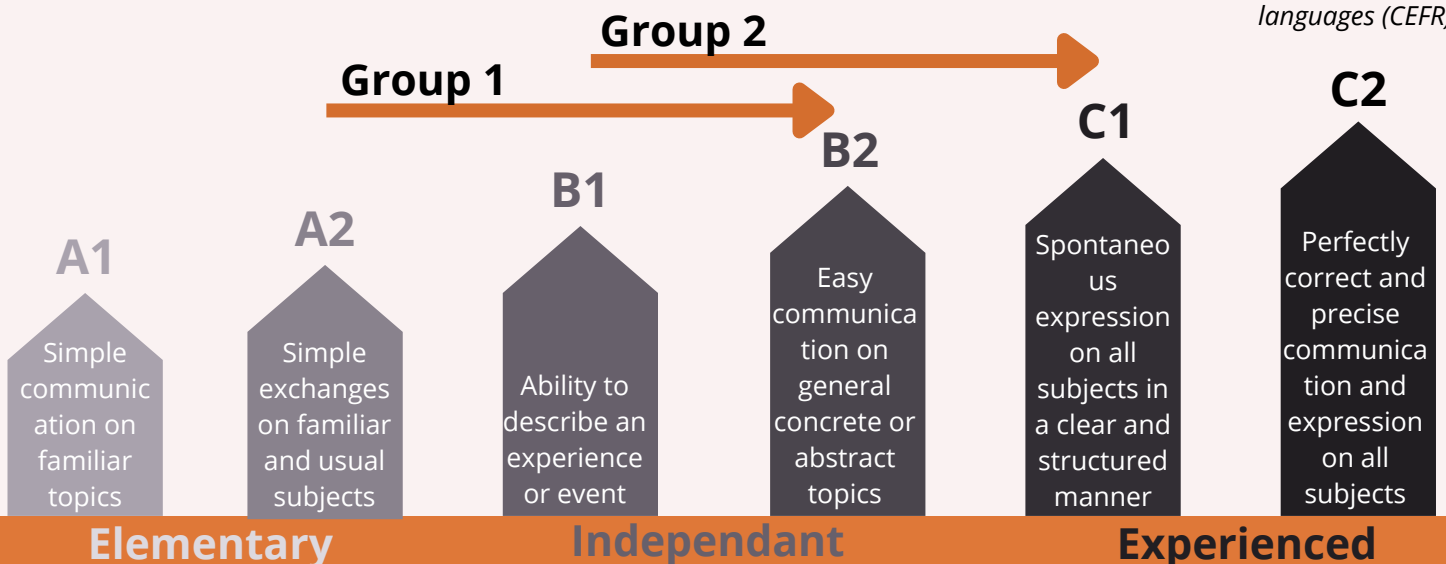 languages (CEFR)
Group 2
Group 1
A1
Simple
communic
ation on
familiar
topics
A2
Simple
exchanges
on familiar
and usual
subjects
B1
Ability to
describe an
experience
or event
B2
Easy
communica
tion on
general
concrete or
abstract
topics
C1
Spontaneo
us
expression
on all
subjects in
a clear and
structured
manner
C2
Perfectly
correct and
precise
communica
tion and
expression
on all
subjects
Elementary
Independant
Experienced